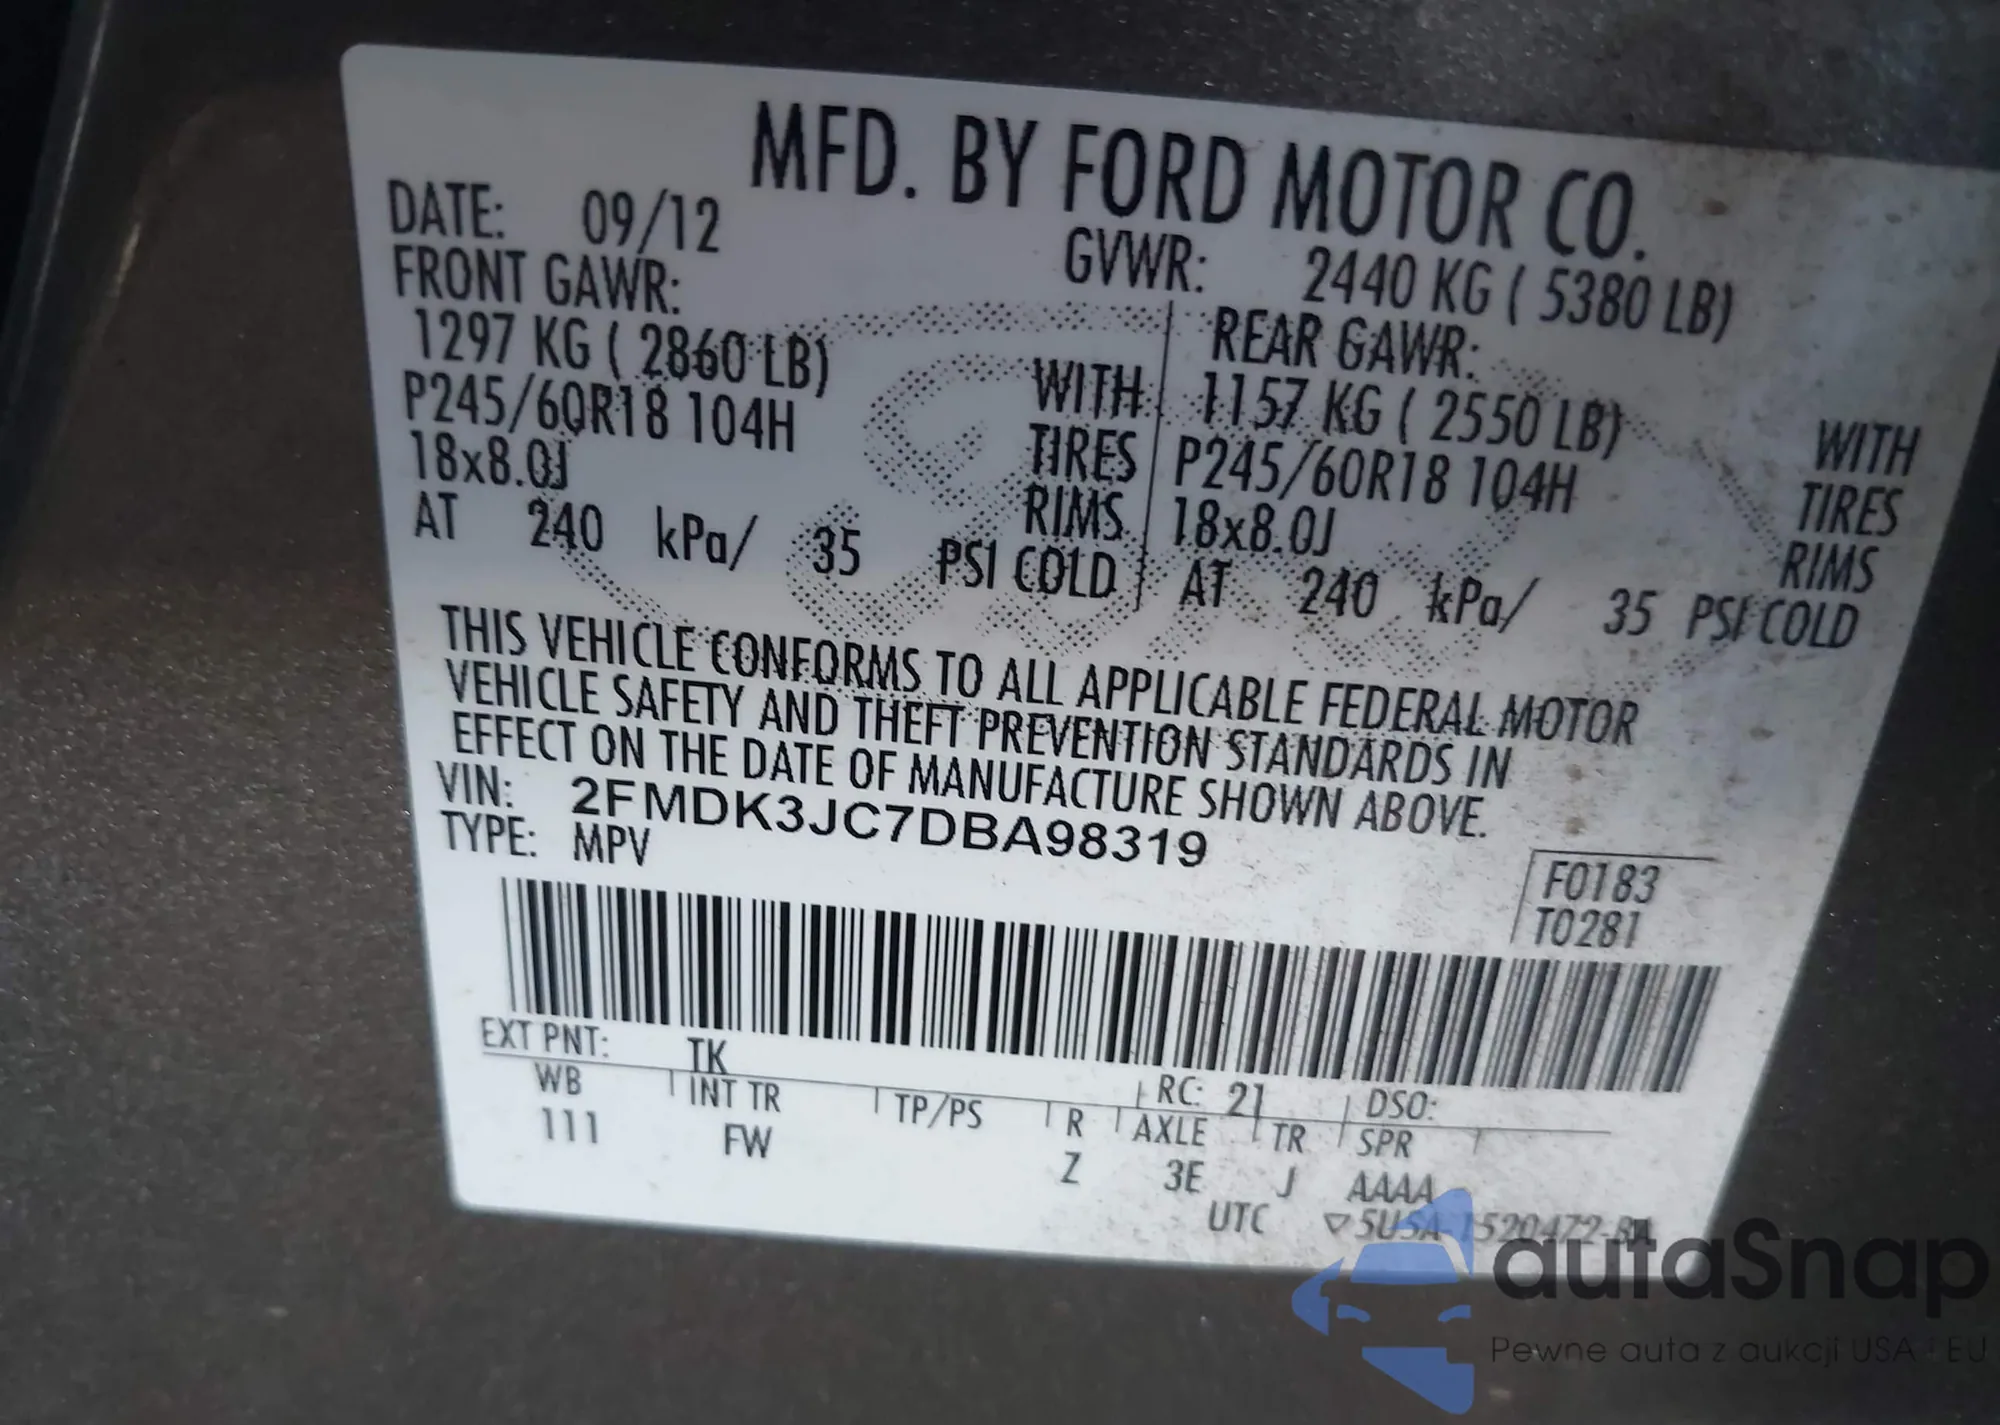 MFD. BY FORD MOTOR CO.
DATE: 09/12
GVWR: 2440 KG ( 5380 LB)
FRONT GAWR:
1297 KG ( 2860 LB) WITH
P245/60R18 104H TIRES
18x8.0J RIMS
AT 240 kPa/ 35 PSI COLD
REAR GAWR:
1157 KG ( 2550 LB) WITH
P245/60R18 104H TIRES
18x8.0J RIMS
AT 240 kPa/ 35 PSI COLD
THIS VEHICLE CONFORMS TO ALL APPLICABLE FEDERAL MOTOR
VEHICLE SAFETY AND THEFT PREVENTION STANDARDS IN
EFFECT ON THE DATE OF MANUFACTURE SHOWN ABOVE.
VIN: 2FMDK3JC7DBA98319
TYPE: MPV
F0183
T0281
EXT PNT: TK RC: 21 DSO:
WB INT TR TP/PS R AXLE TR SPR
111 FW Z 3E J AAAA
UTC ▽5USA-1520472-BA
autaSnap
Pewne auta z aukcji USA i EU